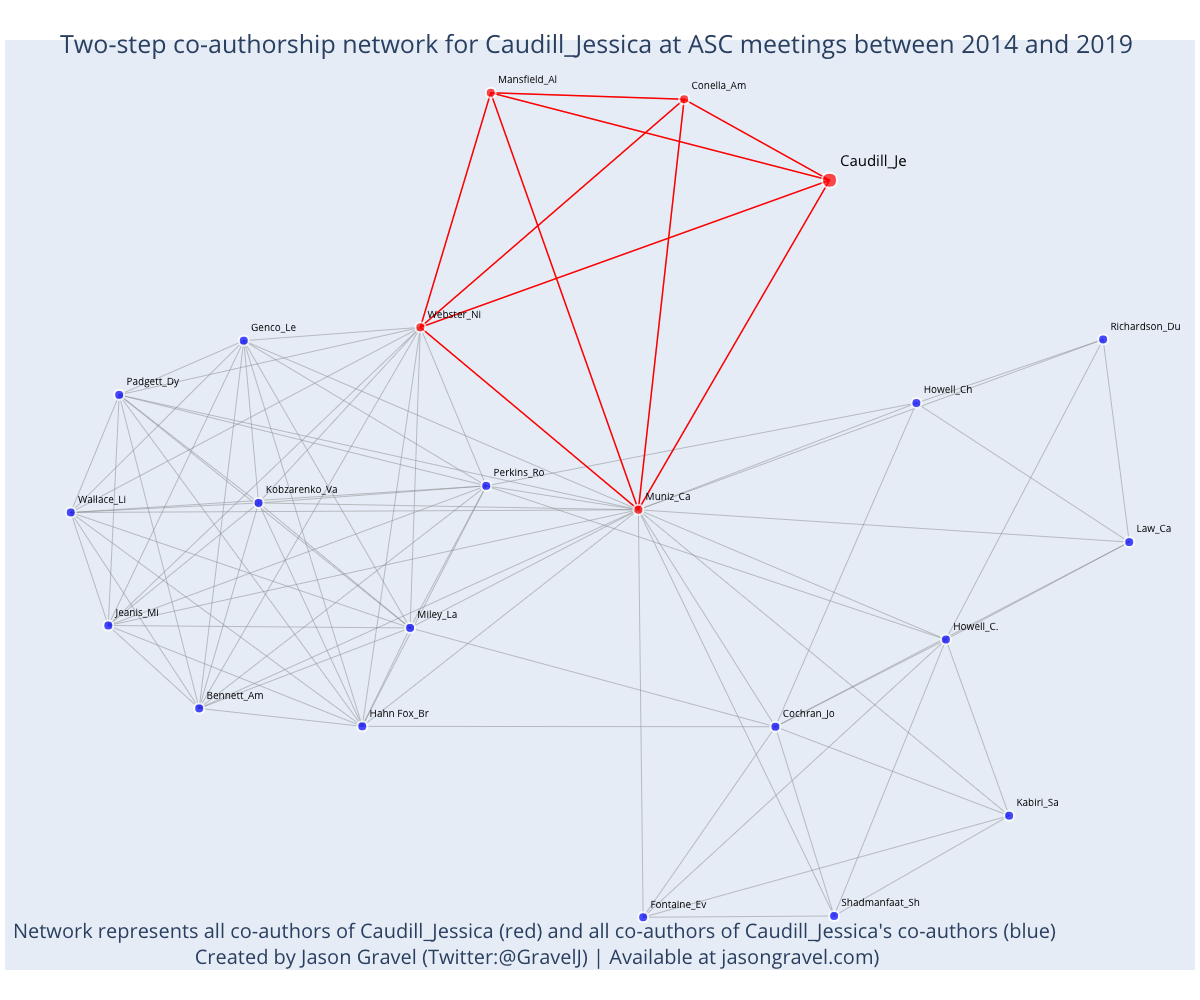 Two-step co-authorship network for Caudill_Jessica at ASC meetings between 2014 and 2019
Mansfield_Al
Conella_Am
Caudill_Je
Webster_Ni
Genco_Le
Richardson_Du
Padgett_Dy
Howell_Ch
Perkins_Ro
Kobzarenko_Va
Wallace_Li
Muniz_Ca
Law_Ca
Jeanis_Mi
Miley_La
Howell_C.
Bennett_Am
Hahn Fox_Br
Cochran_Jo
Kabiri_Sa
Fontaine_Ev
Shadmanfaat_Sh
Network represents all co-authors of Caudill_Jessica (red) and all co-authors of Caudill_Jessica's co-authors (blue)
Created by Jason Gravel (Twitter:@GravelJ) | Available at jasongravel.com)